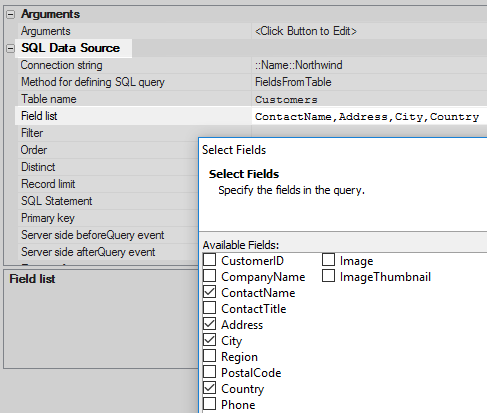 Arguments
Arguments <Click Button to Edit>
SQL Data Source
Connection string ::Name::Northwind
Method for defining SQL query FieldsFromTable
Table name Customers
Field list ContactName,Address,City,Country
Filter
Order
Distinct
Record limit
SQL Statement
Primary key
Server side beforeQuery event
Server side afterQuery event
Field list
Select Fields
Select Fields
Specify the fields in the query.
Available Fields:
CustomerID Image
CompanyName ImageThumbnail
ContactName
ContactTitle
Address
City
Region
PostalCode
Country
Phone